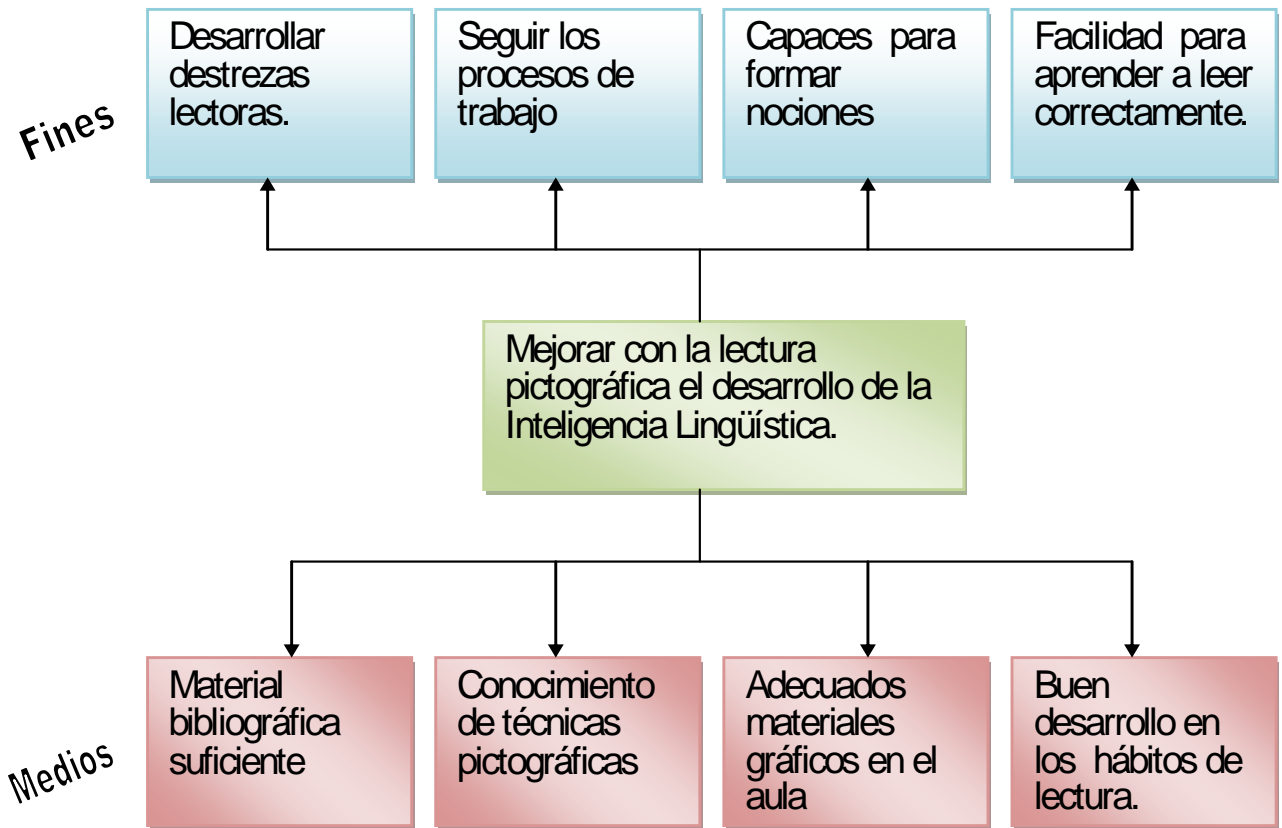 Fines
Desarrollar
destrezas
lectoras.
Seguir los
procesos de
trabajo
Capaces para
formar
nociones
Facilidad para
aprender a leer
correctamente.
Mejorar con la lectura
pictográfica el desarrollo de la
Inteligencia Lingüística.
Medios
Material
bibliográfica
suficiente
Conocimiento
de técnicas
pictográficas
Adecuados
materiales
gráficos en el
aula
Buen
desarrollo en
los hábitos de
lectura.